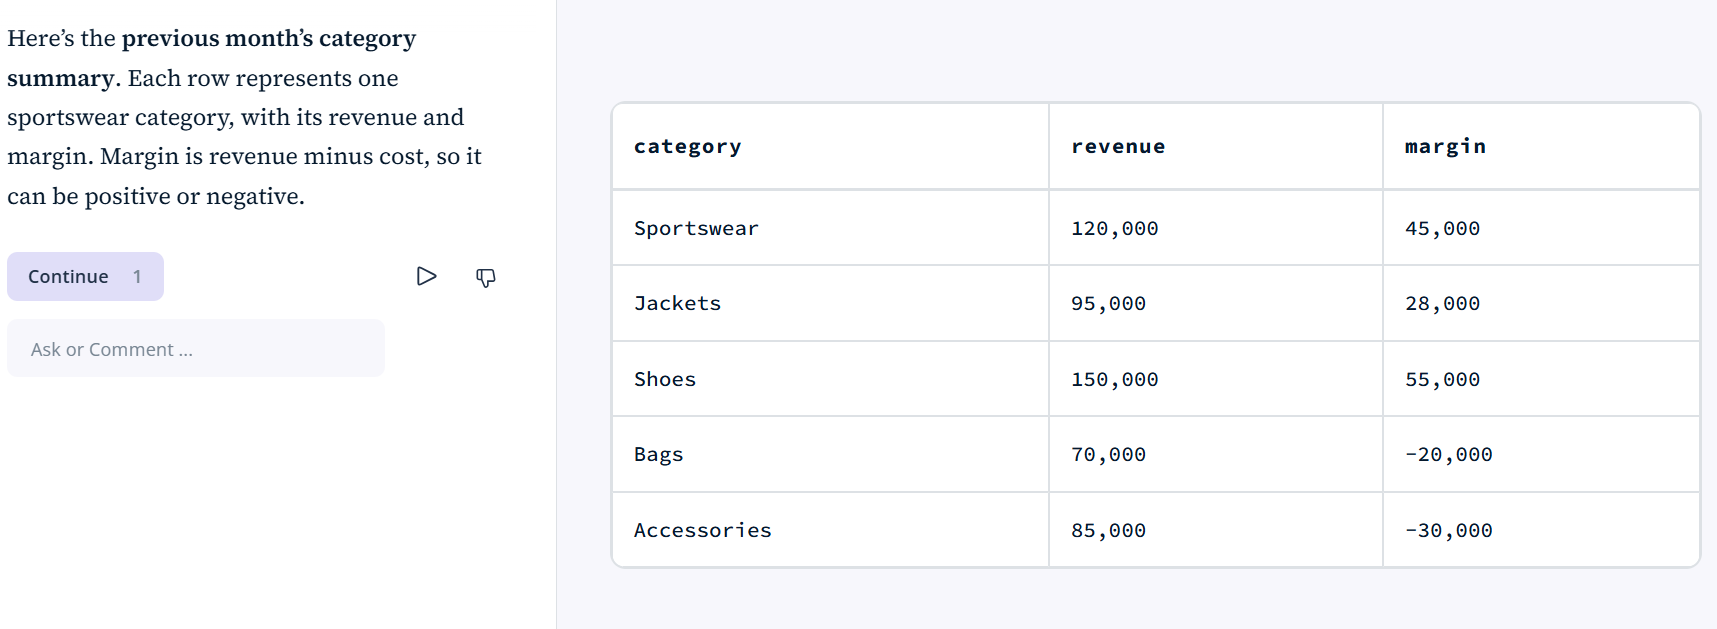 Here’s the previous month’s category
summary. Each row represents one
sportswear category, with its revenue and
margin. Margin is revenue minus cost, so it
can be positive or negative.
Continue 1
Ask or Comment ...
category revenue margin
Sportswear 120,000 45,000
Jackets 95,000 28,000
Shoes 150,000 55,000
Bags 70,000 -20,000
Accessories 85,000 -30,000